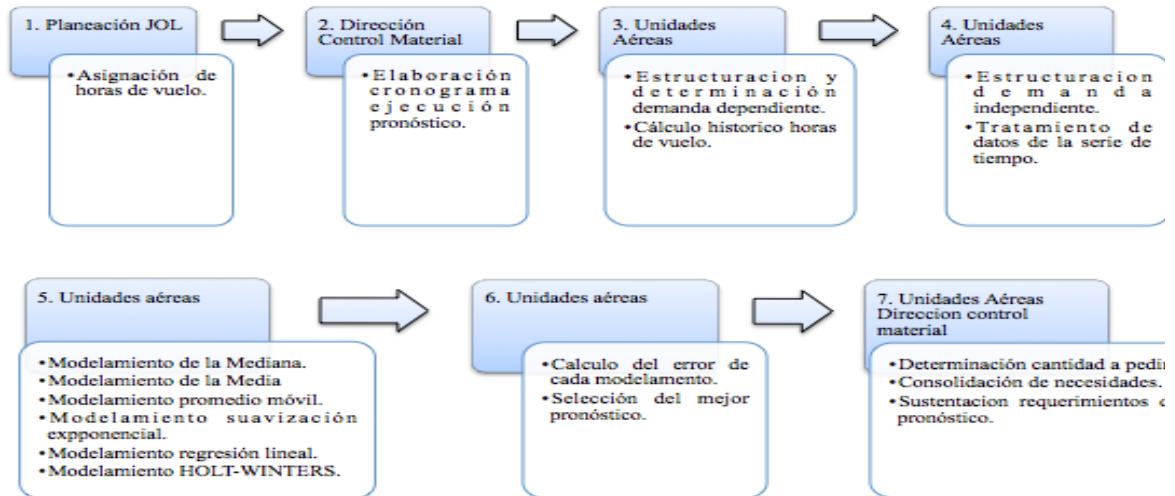 1. Planeación JOL
•Asignación de
horas de vuelo.
2. Dirección
Control Material
•Elaboración
cronograma
ejecución
pronóstico.
3. Unidades
Aéreas
•Estructuracion y
determinación
demanda dependiente.
•Cálculo historico horas
de vuelo.
4. Unidades
Aéreas
•Estructuracion
demanda
independiente.
•Tratamiento de
datos de la serie de
tiempo.
5. Unidades aéreas
•Modelamiento de la Mediana.
•Modelamiento de la Media
•Modelamiento promedio móvil.
•Modelamiento suavización
expponencial.
•Modelamiento regresión lineal.
•Modelamiento HOLT-WINTERS.
6. Unidades aéreas
•Calculo del error de
cada modelamento.
•Selección del mejor
pronóstico.
7. Unidades Aéreas
Direccion control
material
•Determinación cantidad a pedir
•Consolidación de necesidades.
•Sustentacion requerimientos
pronóstico.